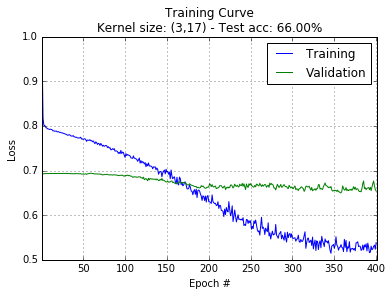 Training Curve
Kernel size: (3,17) - Test acc: 66.00%
Training
Validation
1.0
0.9
0.8
0.7
0.6
0.5
Loss
50
100
150
200
250
300
350
400
Epoch #